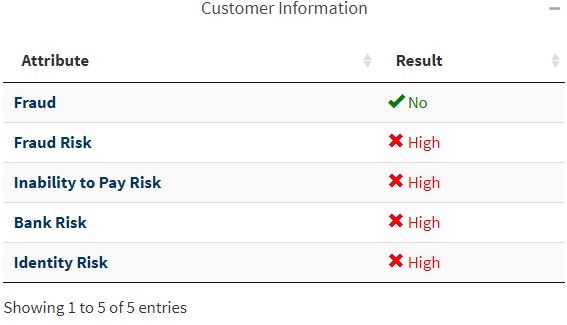 Customer Information
Attribute Result
Fraud No
Fraud Risk High
Inability to Pay Risk High
Bank Risk High
Identity Risk High
Showing 1 to 5 of 5 entries